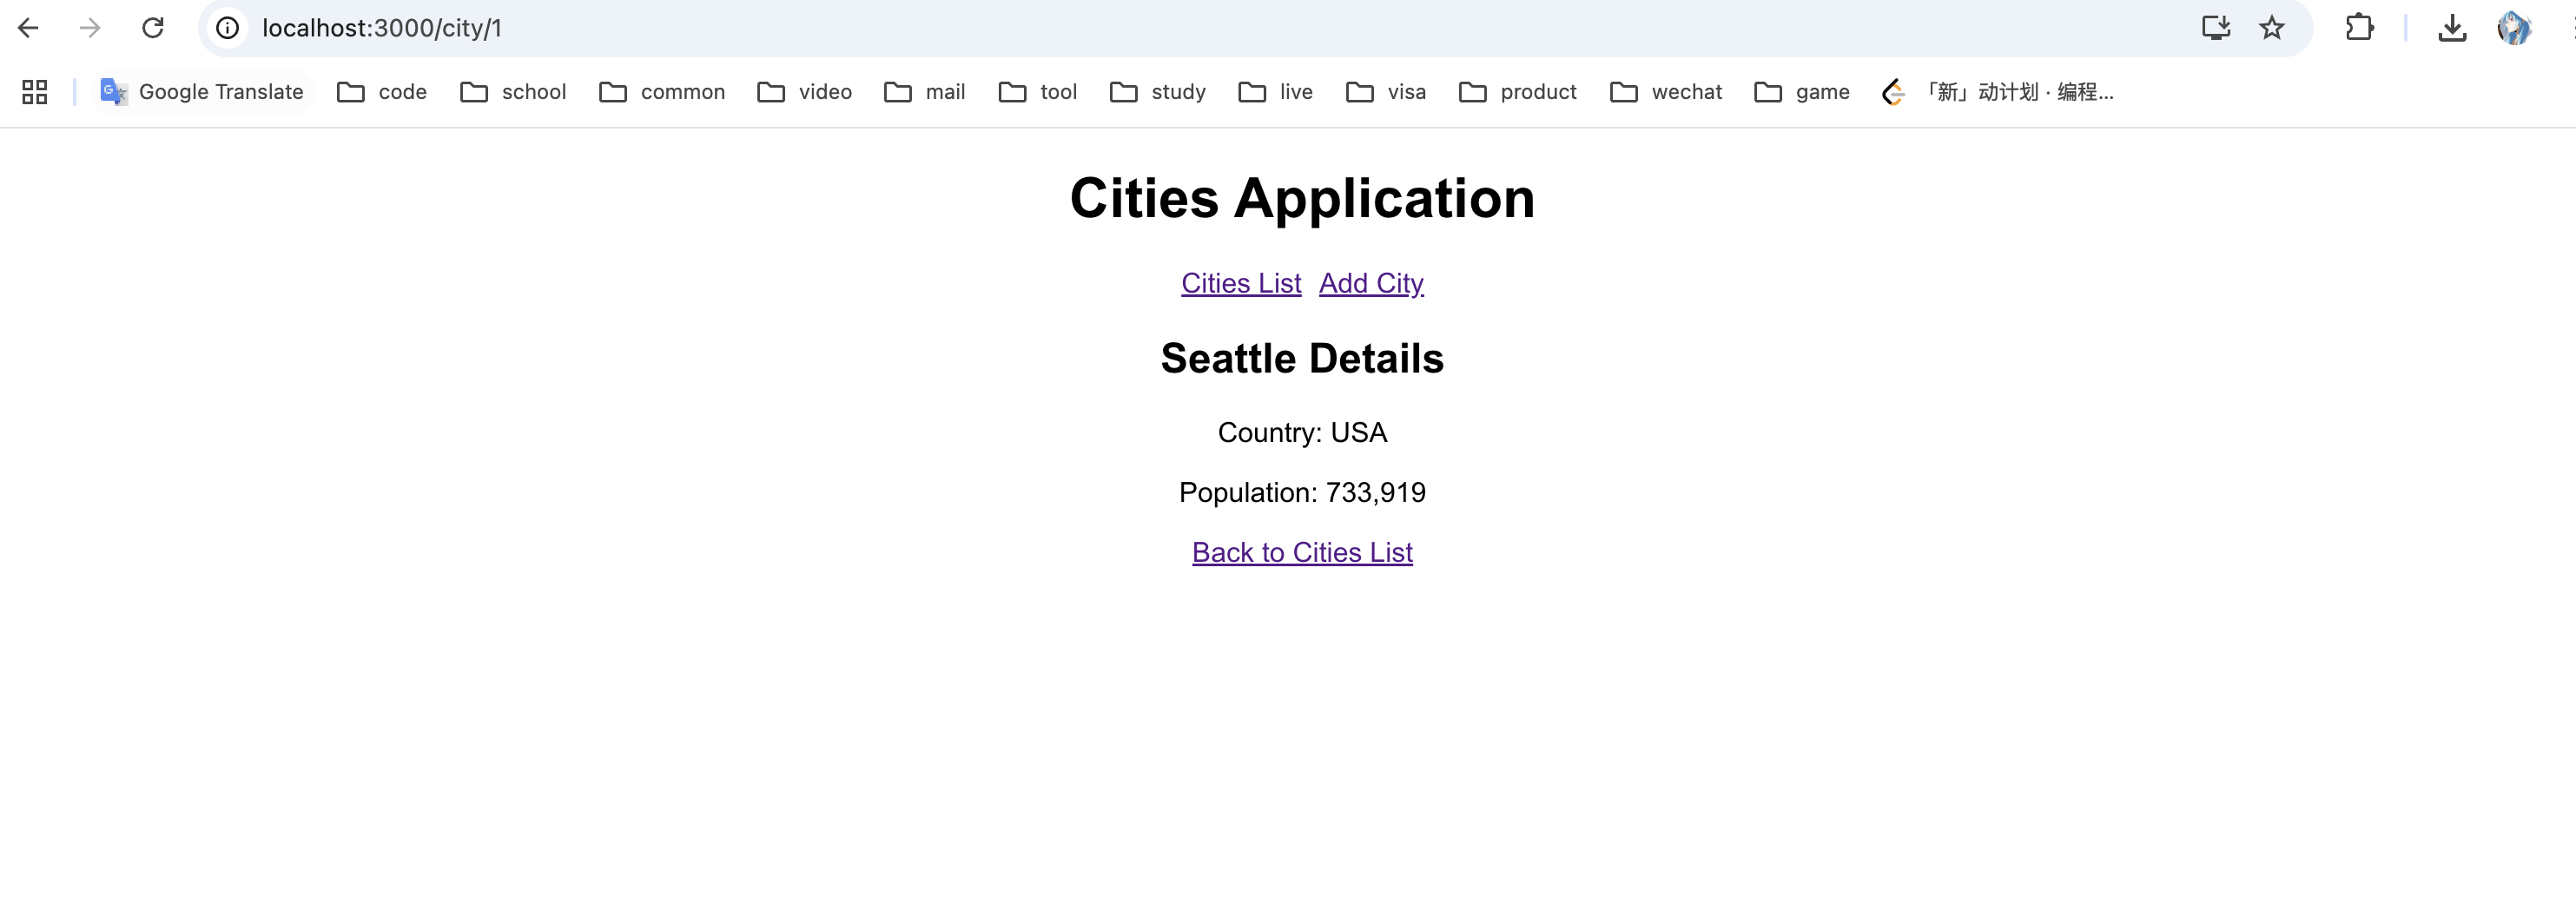 localhost:3000/city/1
Google Translate code school common video mail tool study live visa product wechat game 「新」动计划 · 编程...
Cities Application
Cities List Add City
Seattle Details
Country: USA
Population: 733,919
Back to Cities List